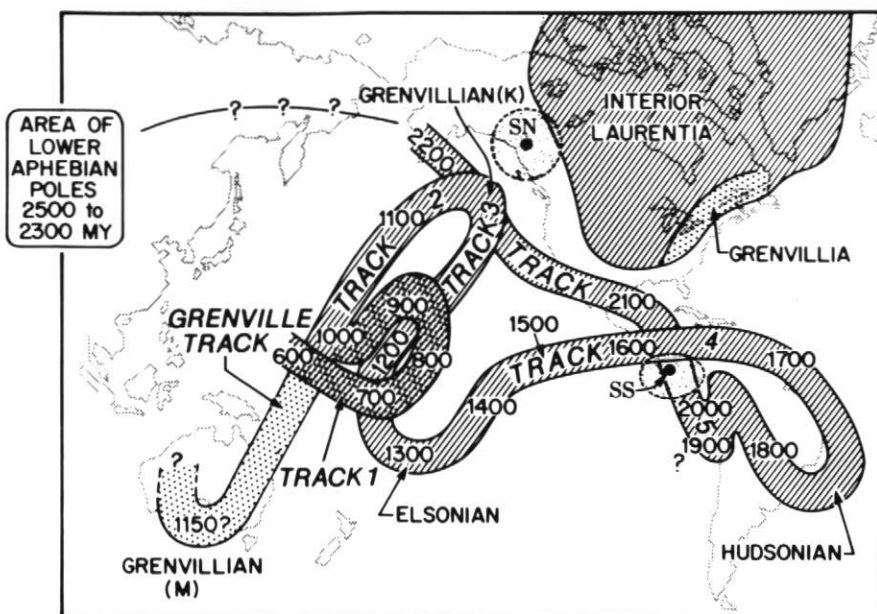 AREA OF
LOWER
APHEBIAN
POLES
2500 to
2300 MY
? ? ?
GRENVILLIAN(K)
SN
INTERIOR
LAURENTIA
2200
GRENVILLIA
1100
2
TRACK
TRACK 3
TRACK
2100
GRENVILLE
TRACK
600
1000
900
1200
800
700
1500
TRACK
1600
4
1700
SS
2000
5
1900
?
1800
1400
1300
TRACK 1
ELSONIAN
HUDSONIAN
?
1150?
GRENVILLIAN
(M)